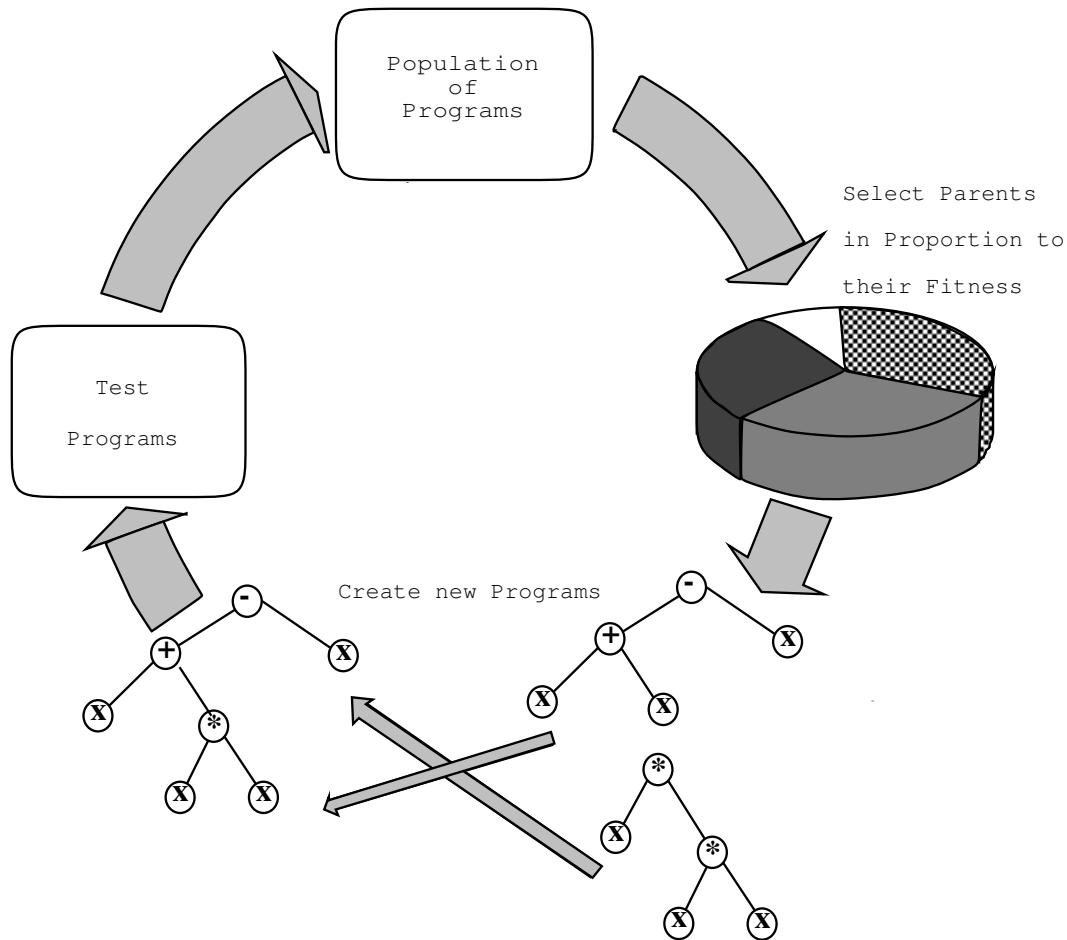 Population
of
Programs
Select Parents
in Proportion to
their Fitness
Test
Programs
Create new Programs
-
+
X
X
*
X
X
-
+
X
X
X
*
X
*
X
X